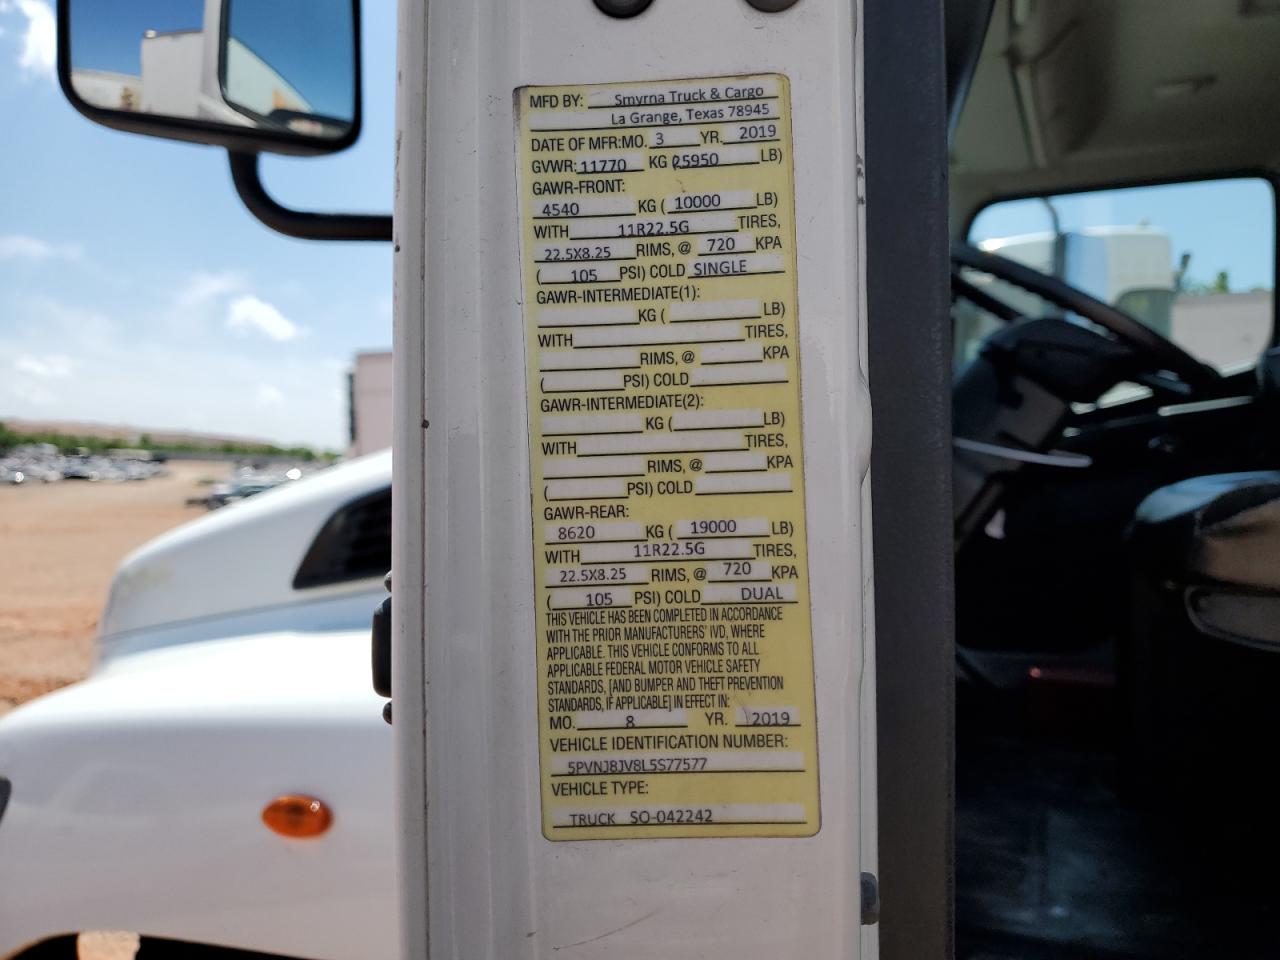 MFD BY: Smyrna Truck & Cargo
La Grange, Texas 78945
DATE OF MFR:MO. 3 YR. 2019
GVWR: 11770 KG (25950 LB)
GAWR-FRONT:
4540 KG ( 10000 LB)
WITH 11R22.5G TIRES,
22.5X8.25 RIMS, @ 720 KPA
( 105 PSI) COLD SINGLE
GAWR-INTERMEDIATE(1):
KG ( LB)
WITH TIRES,
RIMS, @ KPA
( PSI) COLD
GAWR-INTERMEDIATE(2):
KG ( LB)
WITH TIRES,
RIMS, @ KPA
( PSI) COLD
GAWR-REAR:
8620 KG ( 19000 LB)
WITH 11R22.5G TIRES,
22.5X8.25 RIMS, @ 720 KPA
( 105 PSI) COLD DUAL
THIS VEHICLE HAS BEEN COMPLETED IN ACCORDANCE
WITH THE PRIOR MANUFACTURERS' IVD, WHERE
APPLICABLE. THIS VEHICLE CONFORMS TO ALL
APPLICABLE FEDERAL MOTOR VEHICLE SAFETY
STANDARDS, [AND BUMPER AND THEFT PREVENTION
STANDARDS, IF APPLICABLE] IN EFFECT IN:
MO. 8 YR. 2019
VEHICLE IDENTIFICATION NUMBER:
5PVNJ8JV8L5S77577
VEHICLE TYPE:
TRUCK SO-042242